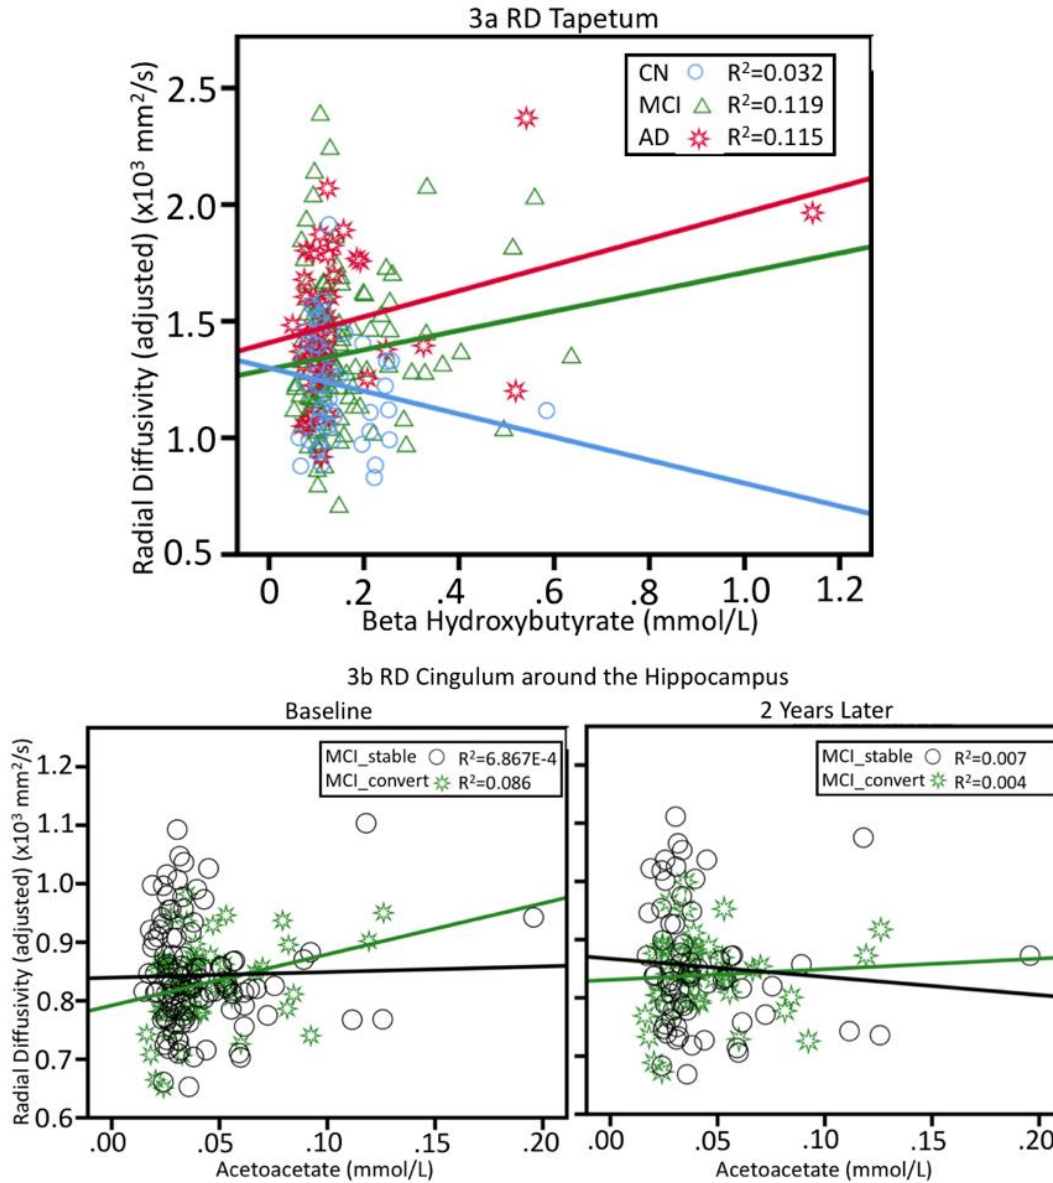 3a RD Tapetum
Radial Diffusivity (adjusted) (x10³ mm²/s)
CN R²=0.032
MCI R²=0.119
AD R²=0.115
2.5
2.0
1.5
1.0
0.5
0 .2 .4 .6 .8 1.0 1.2
Beta Hydroxybutyrate (mmol/L)
3b RD Cingulum around the Hippocampus
Baseline
Radial Diffusivity (adjusted) (x10³ mm²/s)
MCI_stable R²=6.867E-4
MCI_convert R²=0.086
1.2
1.1
1.0
0.9
0.8
0.7
0.6
.00 .05 .10 .15 .20
Acetoacetate (mmol/L)
2 Years Later
MCI_stable R²=0.007
MCI_convert R²=0.004
.00 .05 .10 .15 .20
Acetoacetate (mmol/L)